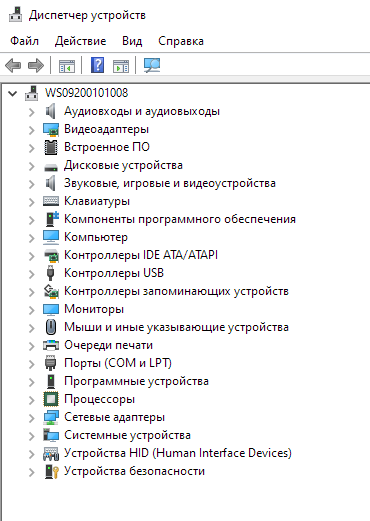 Диспетчер устройств
Файл Действие Вид Справка
WS09200101008
Аудиовходы и аудиовыходы
Видеоадаптеры
Встроенное ПО
Дисковые устройства
Звуковые, игровые и видеоустройства
Клавиатуры
Компоненты программного обеспечения
Компьютер
Контроллеры IDE ATA/ATAPI
Контроллеры USB
Контроллеры запоминающих устройств
Мониторы
Мыши и иные указывающие устройства
Очереди печати
Порты (COM и LPT)
Программные устройства
Процессоры
Сетевые адаптеры
Системные устройства
Устройства HID (Human Interface Devices)
Устройства безопасности